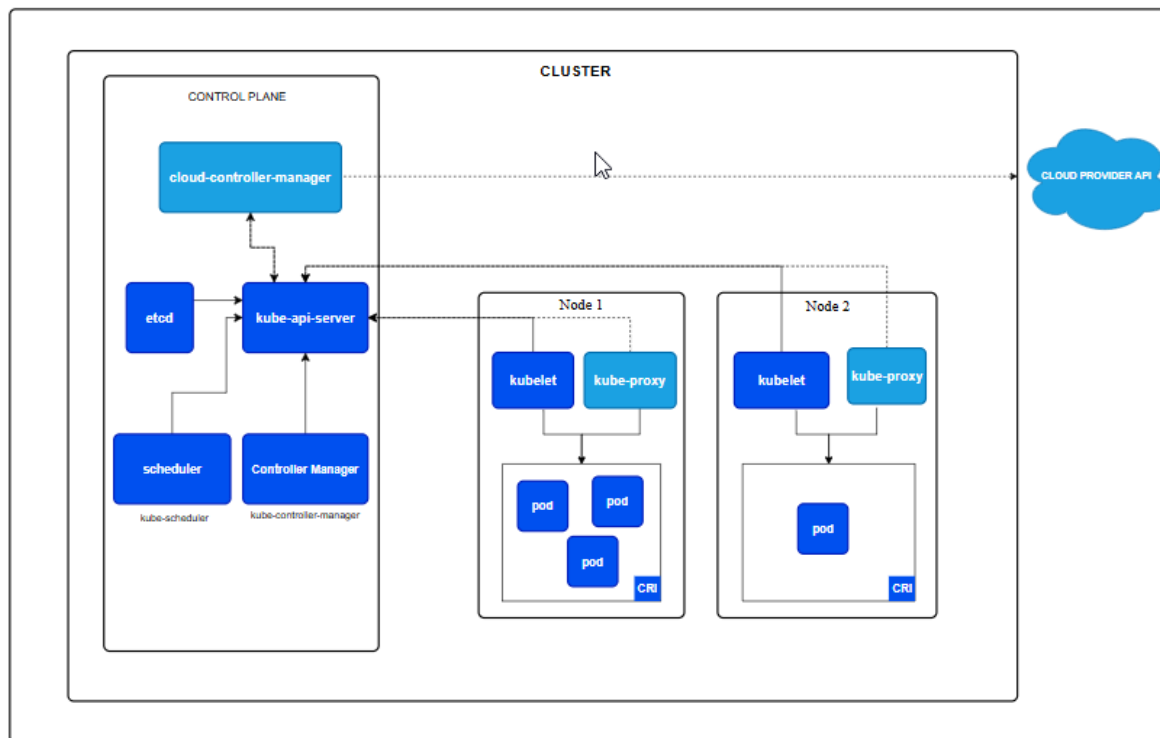 CLUSTER
CONTROL PLANE
cloud-controller-manager
CLOUD PROVIDER API
etcd
kube-api-server
Node 1
Node 2
kubelet
kube-proxy
kubelet
kube-proxy
scheduler
Controller Manager
kube-scheduler
kube-controller-manager
pod
pod
pod
CRI
pod
CRI